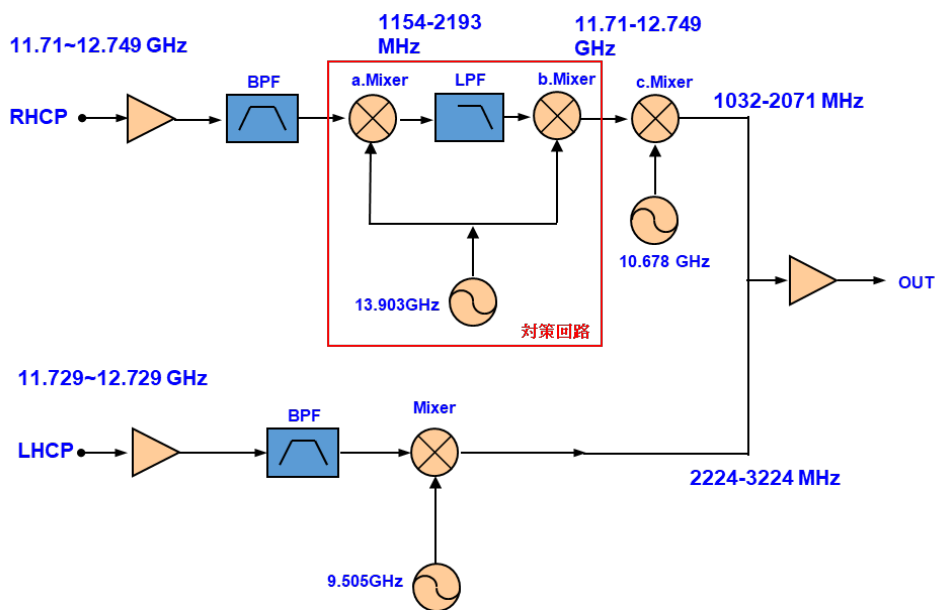 11.71~12.749 GHz
1154-2193
MHz
11.71-12.749
GHz
BPF
a.Mixer
LPF
b.Mixer
c.Mixer
1032-2071 MHz
RHCP
10.678 GHz
OUT
13.903GHz
対策回路
11.729~12.729 GHz
BPF
Mixer
LHCP
2224-3224 MHz
9.505GHz